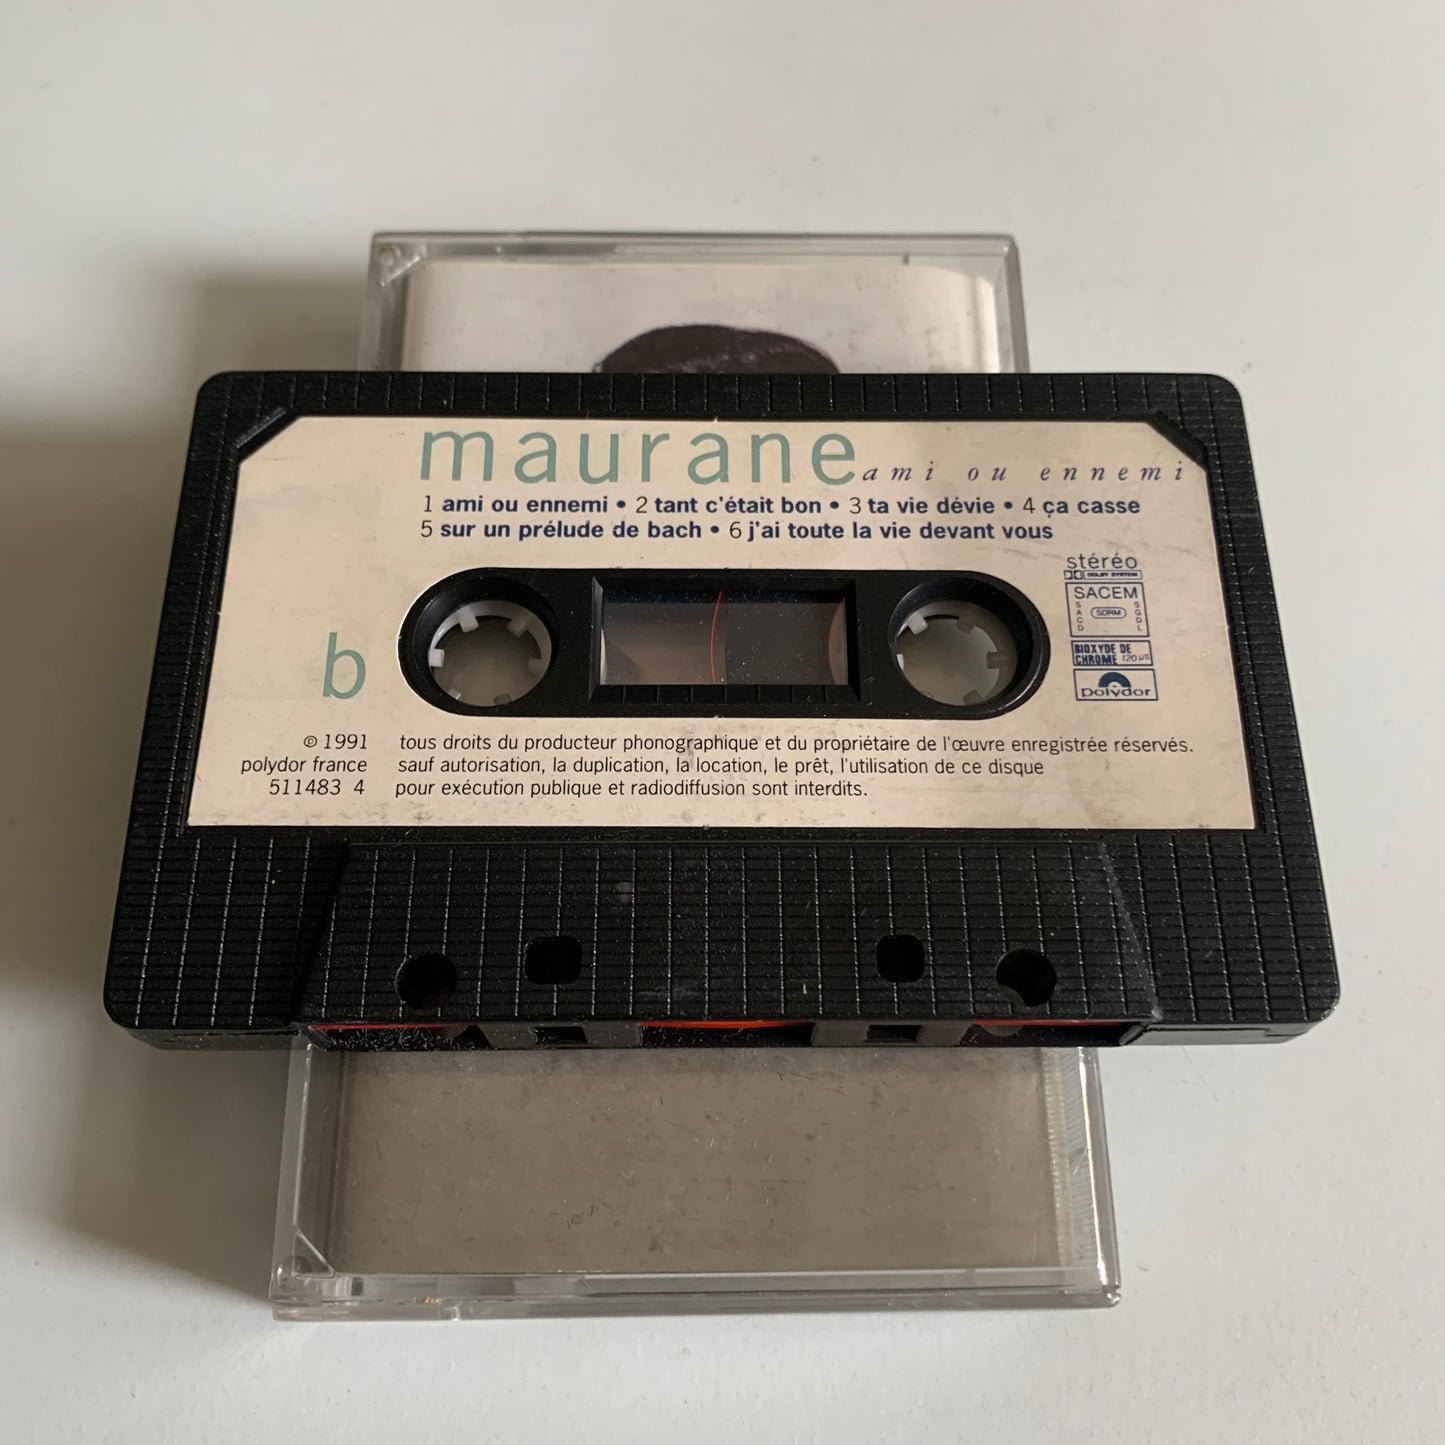 maurane ami ou ennemi
1 ami ou ennemi • 2 tant c'était bon • 3 ta vie dévie • 4 ça casse
5 sur un prélude de bach • 6 j'ai toute la vie devant vous
stéréo
DOLBY SYSTEM
SACEM
SACD SDRM SGDL
BIOXYDE DE
CHROME 120 µs
polydor
b
℗ 1991
polydor france
511483 4
tous droits du producteur phonographique et du propriétaire de l'œuvre enregistrée réservés.
sauf autorisation, la duplication, la location, le prêt, l'utilisation de ce disque
pour exécution publique et radiodiffusion sont interdits.